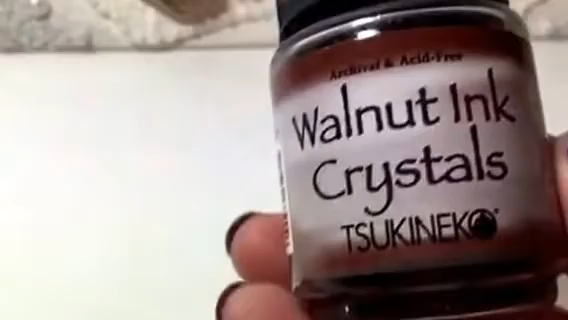 Archival & Acid-Free
Walnut Ink
Crystals
TSUKINEKO